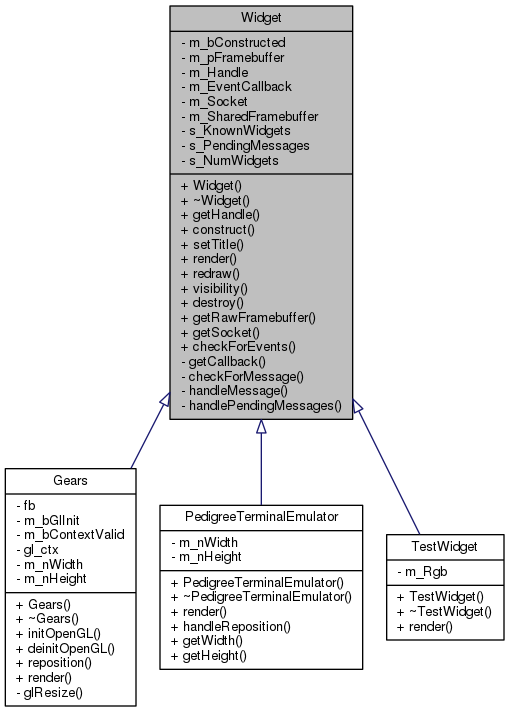 Widget
- m_bConstructed
- m_pFramebuffer
- m_Handle
- m_EventCallback
- m_Socket
- m_SharedFramebuffer
- s_KnownWidgets
- s_PendingMessages
- s_NumWidgets
+ Widget()
+ ~Widget()
+ getHandle()
+ construct()
+ setTitle()
+ render()
+ redraw()
+ visibility()
+ destroy()
+ getRawFramebuffer()
+ getSocket()
+ checkForEvents()
- getCallback()
- checkForMessage()
- handleMessage()
- handlePendingMessages()
Gears
- fb
- m_bGlInit
- m_bContextValid
- gl_ctx
- m_nWidth
- m_nHeight
+ Gears()
+ ~Gears()
+ initOpenGL()
+ deinitOpenGL()
+ reposition()
+ render()
- glResize()
PedigreeTerminalEmulator
- m_nWidth
- m_nHeight
+ PedigreeTerminalEmulator()
+ ~PedigreeTerminalEmulator()
+ render()
+ handleReposition()
+ getWidth()
+ getHeight()
TestWidget
- m_Rgb
+ TestWidget()
+ ~TestWidget()
+ render()